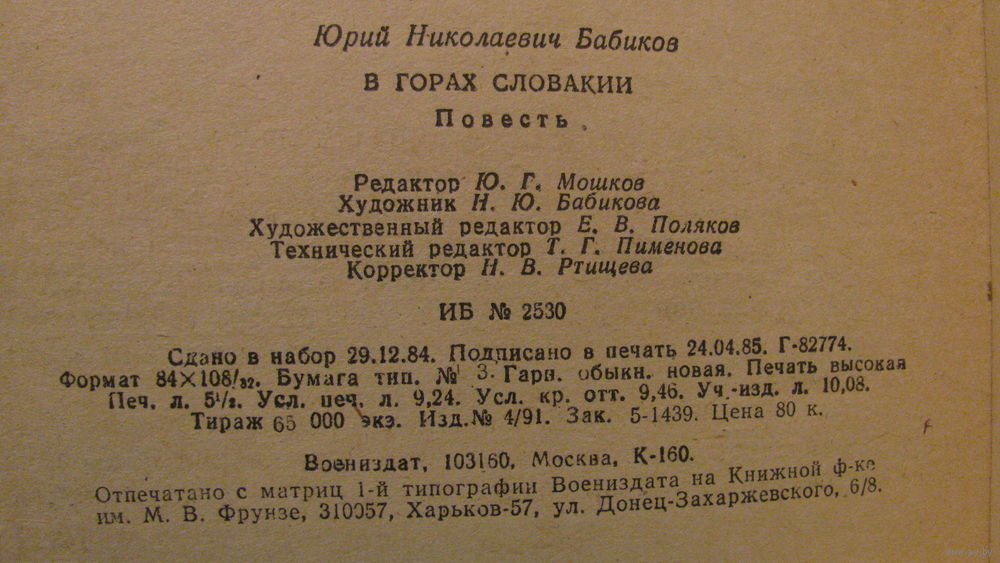 Юрий Николаевич Бабиков
В ГОРАХ СЛОВАКИИ
Повесть
Редактор Ю. Г. Мошков
Художник Н. Ю. Бабикова
Художественный редактор Е. В. Поляков
Технический редактор Т. Г. Пименова
Корректор Н. В. Ртищева
ИБ № 2530
Сдано в набор 29.12.84. Подписано в печать 24.04.85. Г-82774.
Формат 84×108/32. Бумага тип. № 3. Гарн. обыкн. новая. Печать высокая
Печ. л. 5¹/₂. Усл. печ. л. 9,24. Усл. кр. отт. 9,46. Уч.-изд. л. 10,08.
Тираж 65 000 экз. Изд.№ 4/91. Зак. 5-1439. Цена 80 к.
Воениздат, 103160, Москва, К-160.
Отпечатано с матриц 1-й типографии Воениздата на Книжной ф-ке
им. М. В. Фрунзе, 310057, Харьков-57, ул. Донец-Захаржевского, 6/8.